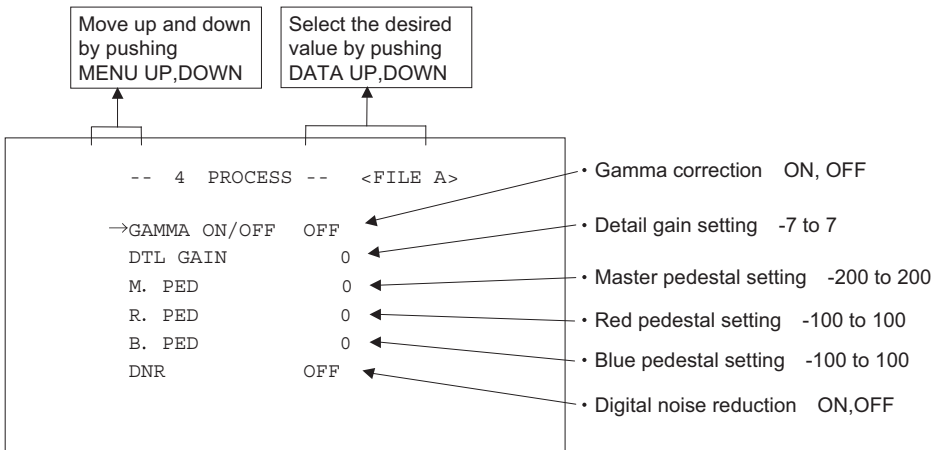 Move up and down
by pushing
MENU UP,DOWN
Select the desired
value by pushing
DATA UP,DOWN
-- 4 PROCESS -- <FILE A>
→GAMMA ON/OFF OFF
DTL GAIN 0
M. PED 0
R. PED 0
B. PED 0
DNR OFF
・Gamma correction ON, OFF
・Detail gain setting -7 to 7
・Master pedestal setting -200 to 200
・Red pedestal setting -100 to 100
・Blue pedestal setting -100 to 100
・Digital noise reduction ON,OFF